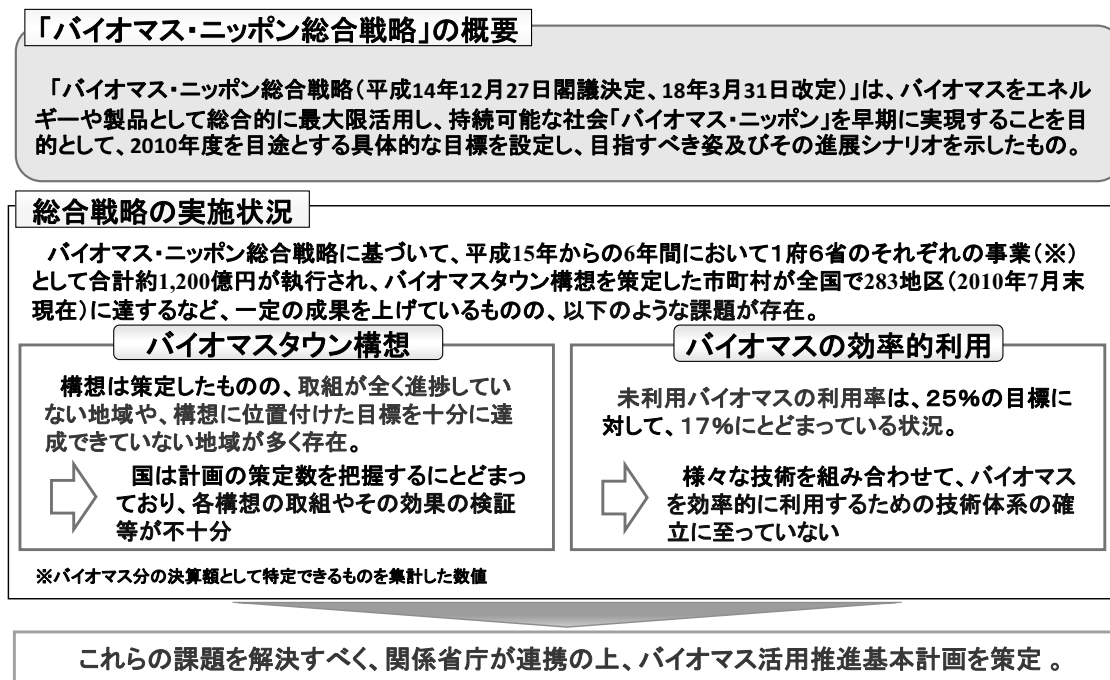 「バイオマス・ニッポン総合戦略」の概要
「バイオマス・ニッポン総合戦略（平成14年12月27日閣議決定、18年3月31日改定）」は、バイオマスをエネル
ギーや製品として総合的に最大限活用し、持続可能な社会「バイオマス・ニッポン」を早期に実現することを目
的として、2010年度を目途とする具体的な目標を設定し、目指すべき姿及びその進展シナリオを示したもの。
総合戦略の実施状況
バイオマス・ニッポン総合戦略に基づいて、平成15年からの6年間において１府６省のそれぞれの事業（※）
として合計約1,200億円が執行され、バイオマスタウン構想を策定した市町村が全国で283地区（2010年7月末
現在）に達するなど、一定の成果を上げているものの、以下のような課題が存在。
バイオマスタウン構想
構想は策定したものの、取組が全く進捗してい
ない地域や、構想に位置付けた目標を十分に達
成できていない地域が多く存在。
国は計画の策定数を把握するにとどまっ
ており、各構想の取組やその効果の検証
等が不十分
バイオマスの効率的利用
未利用バイオマスの利用率は、２５％の目標に
対して、１７％にとどまっている状況。
様々な技術を組み合わせて、バイオマス
を効率的に利用するための技術体系の確
立に至っていない
※バイオマス分の決算額として特定できるものを集計した数値
これらの課題を解決すべく、関係省庁が連携の上、バイオマス活用推進基本計画を策定 。